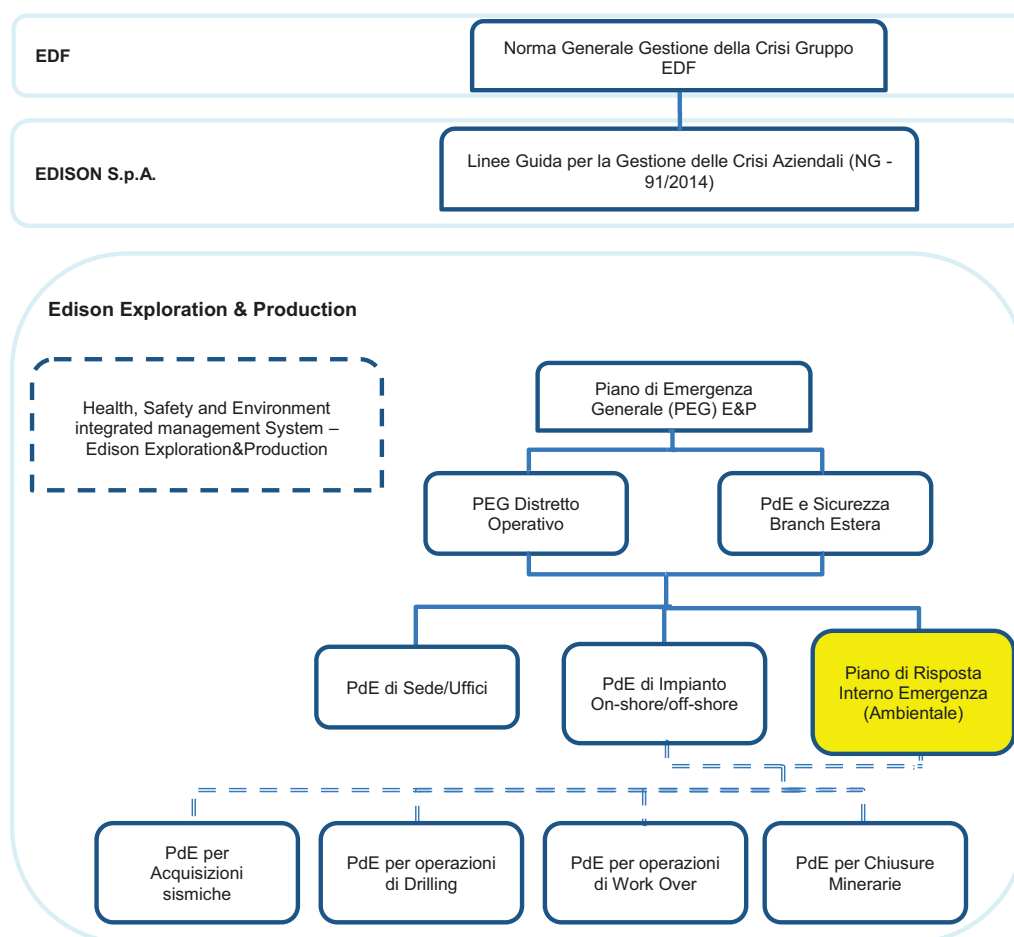 EDF
Norma Generale Gestione della Crisi Gruppo
EDF
EDISON S.p.A.
Linee Guida per la Gestione delle Crisi Aziendali (NG -
91/2014)
Edison Exploration & Production
Health, Safety and Environment
integrated management System –
Edison Exploration&Production
Piano di Emergenza
Generale (PEG) E&P
PEG Distretto
Operativo
PdE e Sicurezza
Branch Estera
PdE di Sede/Uffici
PdE di Impianto
On-shore/off-shore
Piano di Risposta
Interno Emergenza
(Ambientale)
PdE per
Acquisizioni
sismiche
PdE per operazioni
di Drilling
PdE per operazioni
di Work Over
PdE per Chiusure
Minerarie